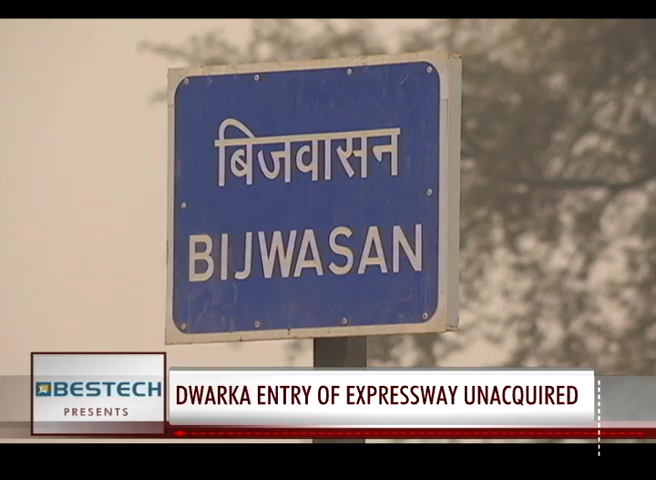 बिजवासन
BIJWASAN
BESTECH
PRESENTS
DWARKA ENTRY OF EXPRESSWAY UNACQUIRED